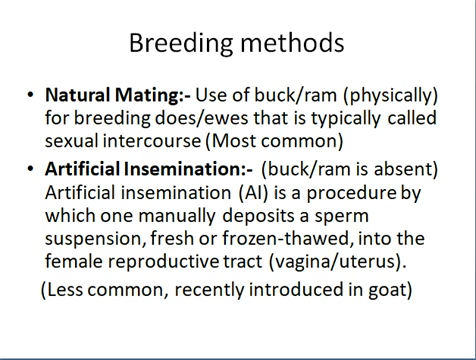 Breeding methods
• Natural Mating:- Use of buck/ram (physically)
for breeding does/ewes that is typically called
sexual intercourse (Most common)
• Artificial Insemination:- (buck/ram is absent)
Artificial insemination (AI) is a procedure by
which one manually deposits a sperm
suspension, fresh or frozen-thawed, into the
female reproductive tract (vagina/uterus).
(Less common, recently introduced in goat)